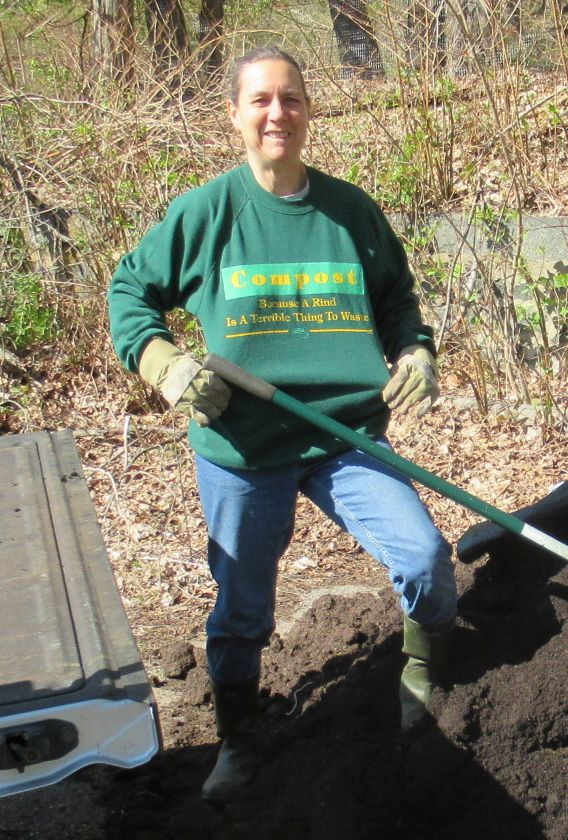 Compost
Because A Rind
Is A Terrible Thing To Waste